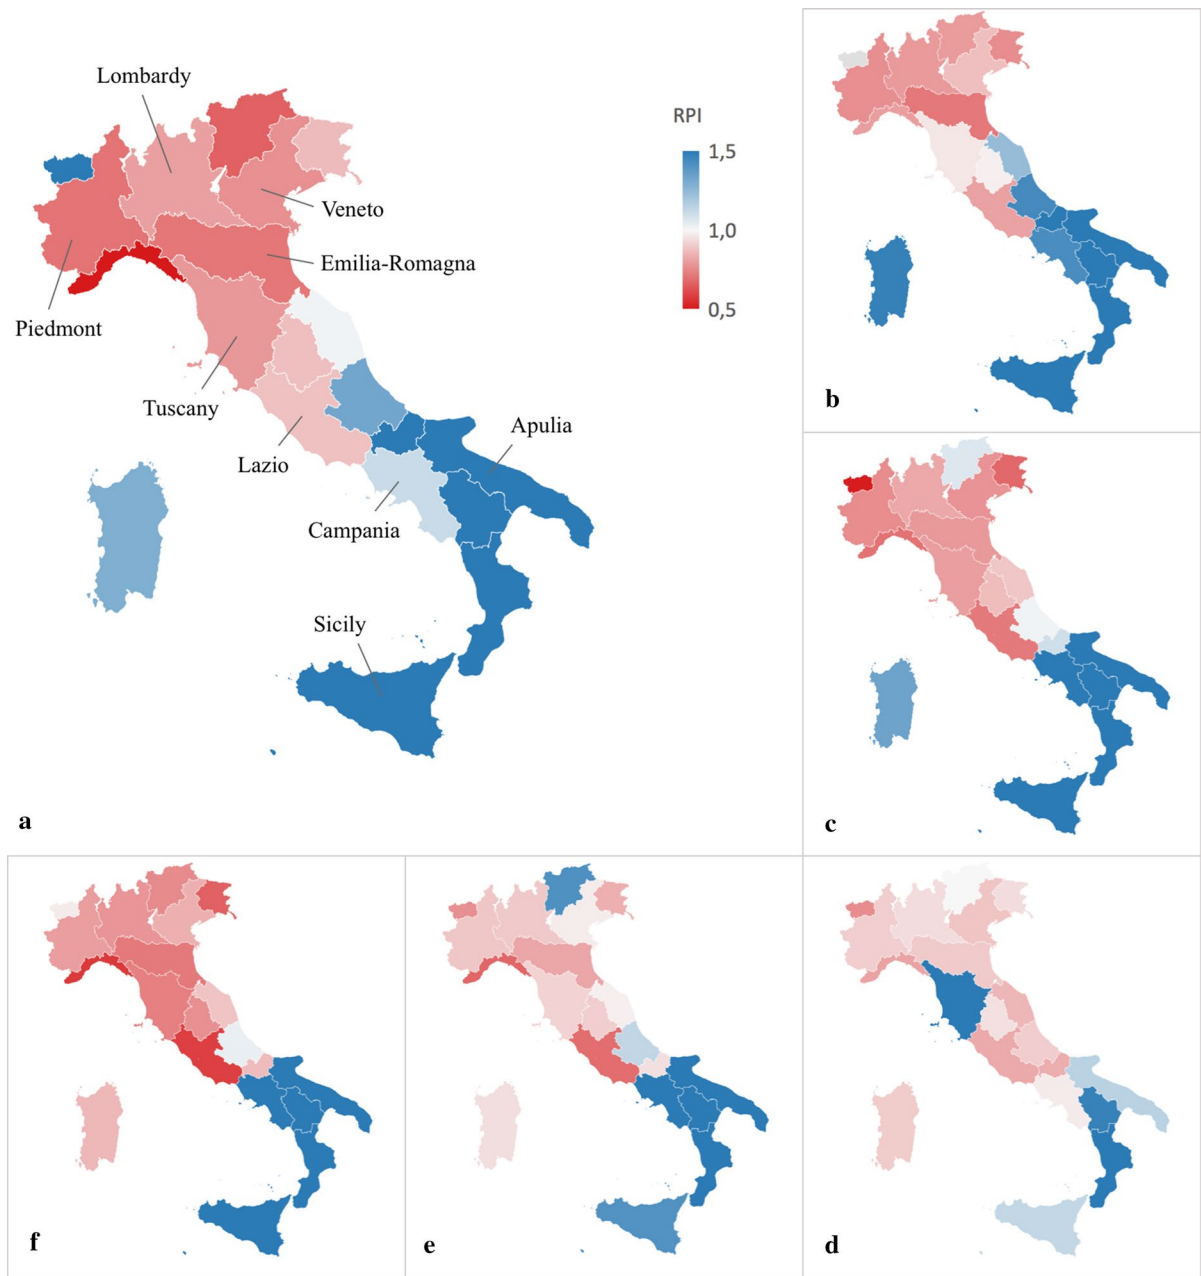 Lombardy
RPI
1,5
1,0
0,5
Veneto
Emilia-Romagna
Piedmont
Tuscany
Lazio
Apulia
Campania
Sicily
a
b
c
f
e
d